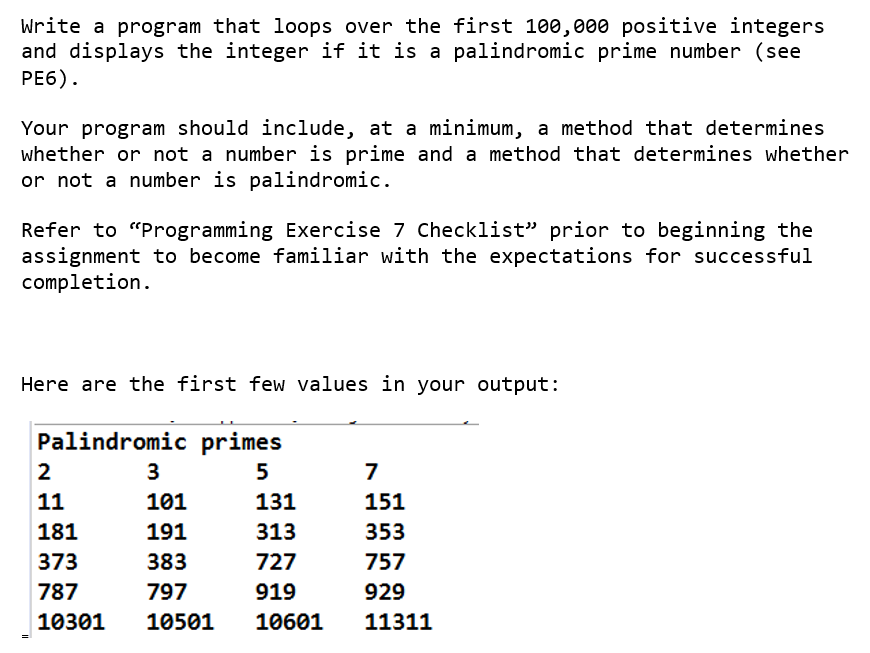 Write a program that loops over the first 100,000 positive integers
and displays the integer if it is a palindromic prime number (see
PE6).
Your program should include, at a minimum, a method that determines
whether or not a number is prime and a method that determines whether
or not a number is palindromic.
Refer to “Programming Exercise 7 Checklist” prior to beginning the
assignment to become familiar with the expectations for successful
completion.
Here are the first few values in your output:
Palindromic primes
2 3 5 7
11 101 131 151
181 191 313 353
373 383 727 757
787 797 919 929
10301 10501 10601 11311